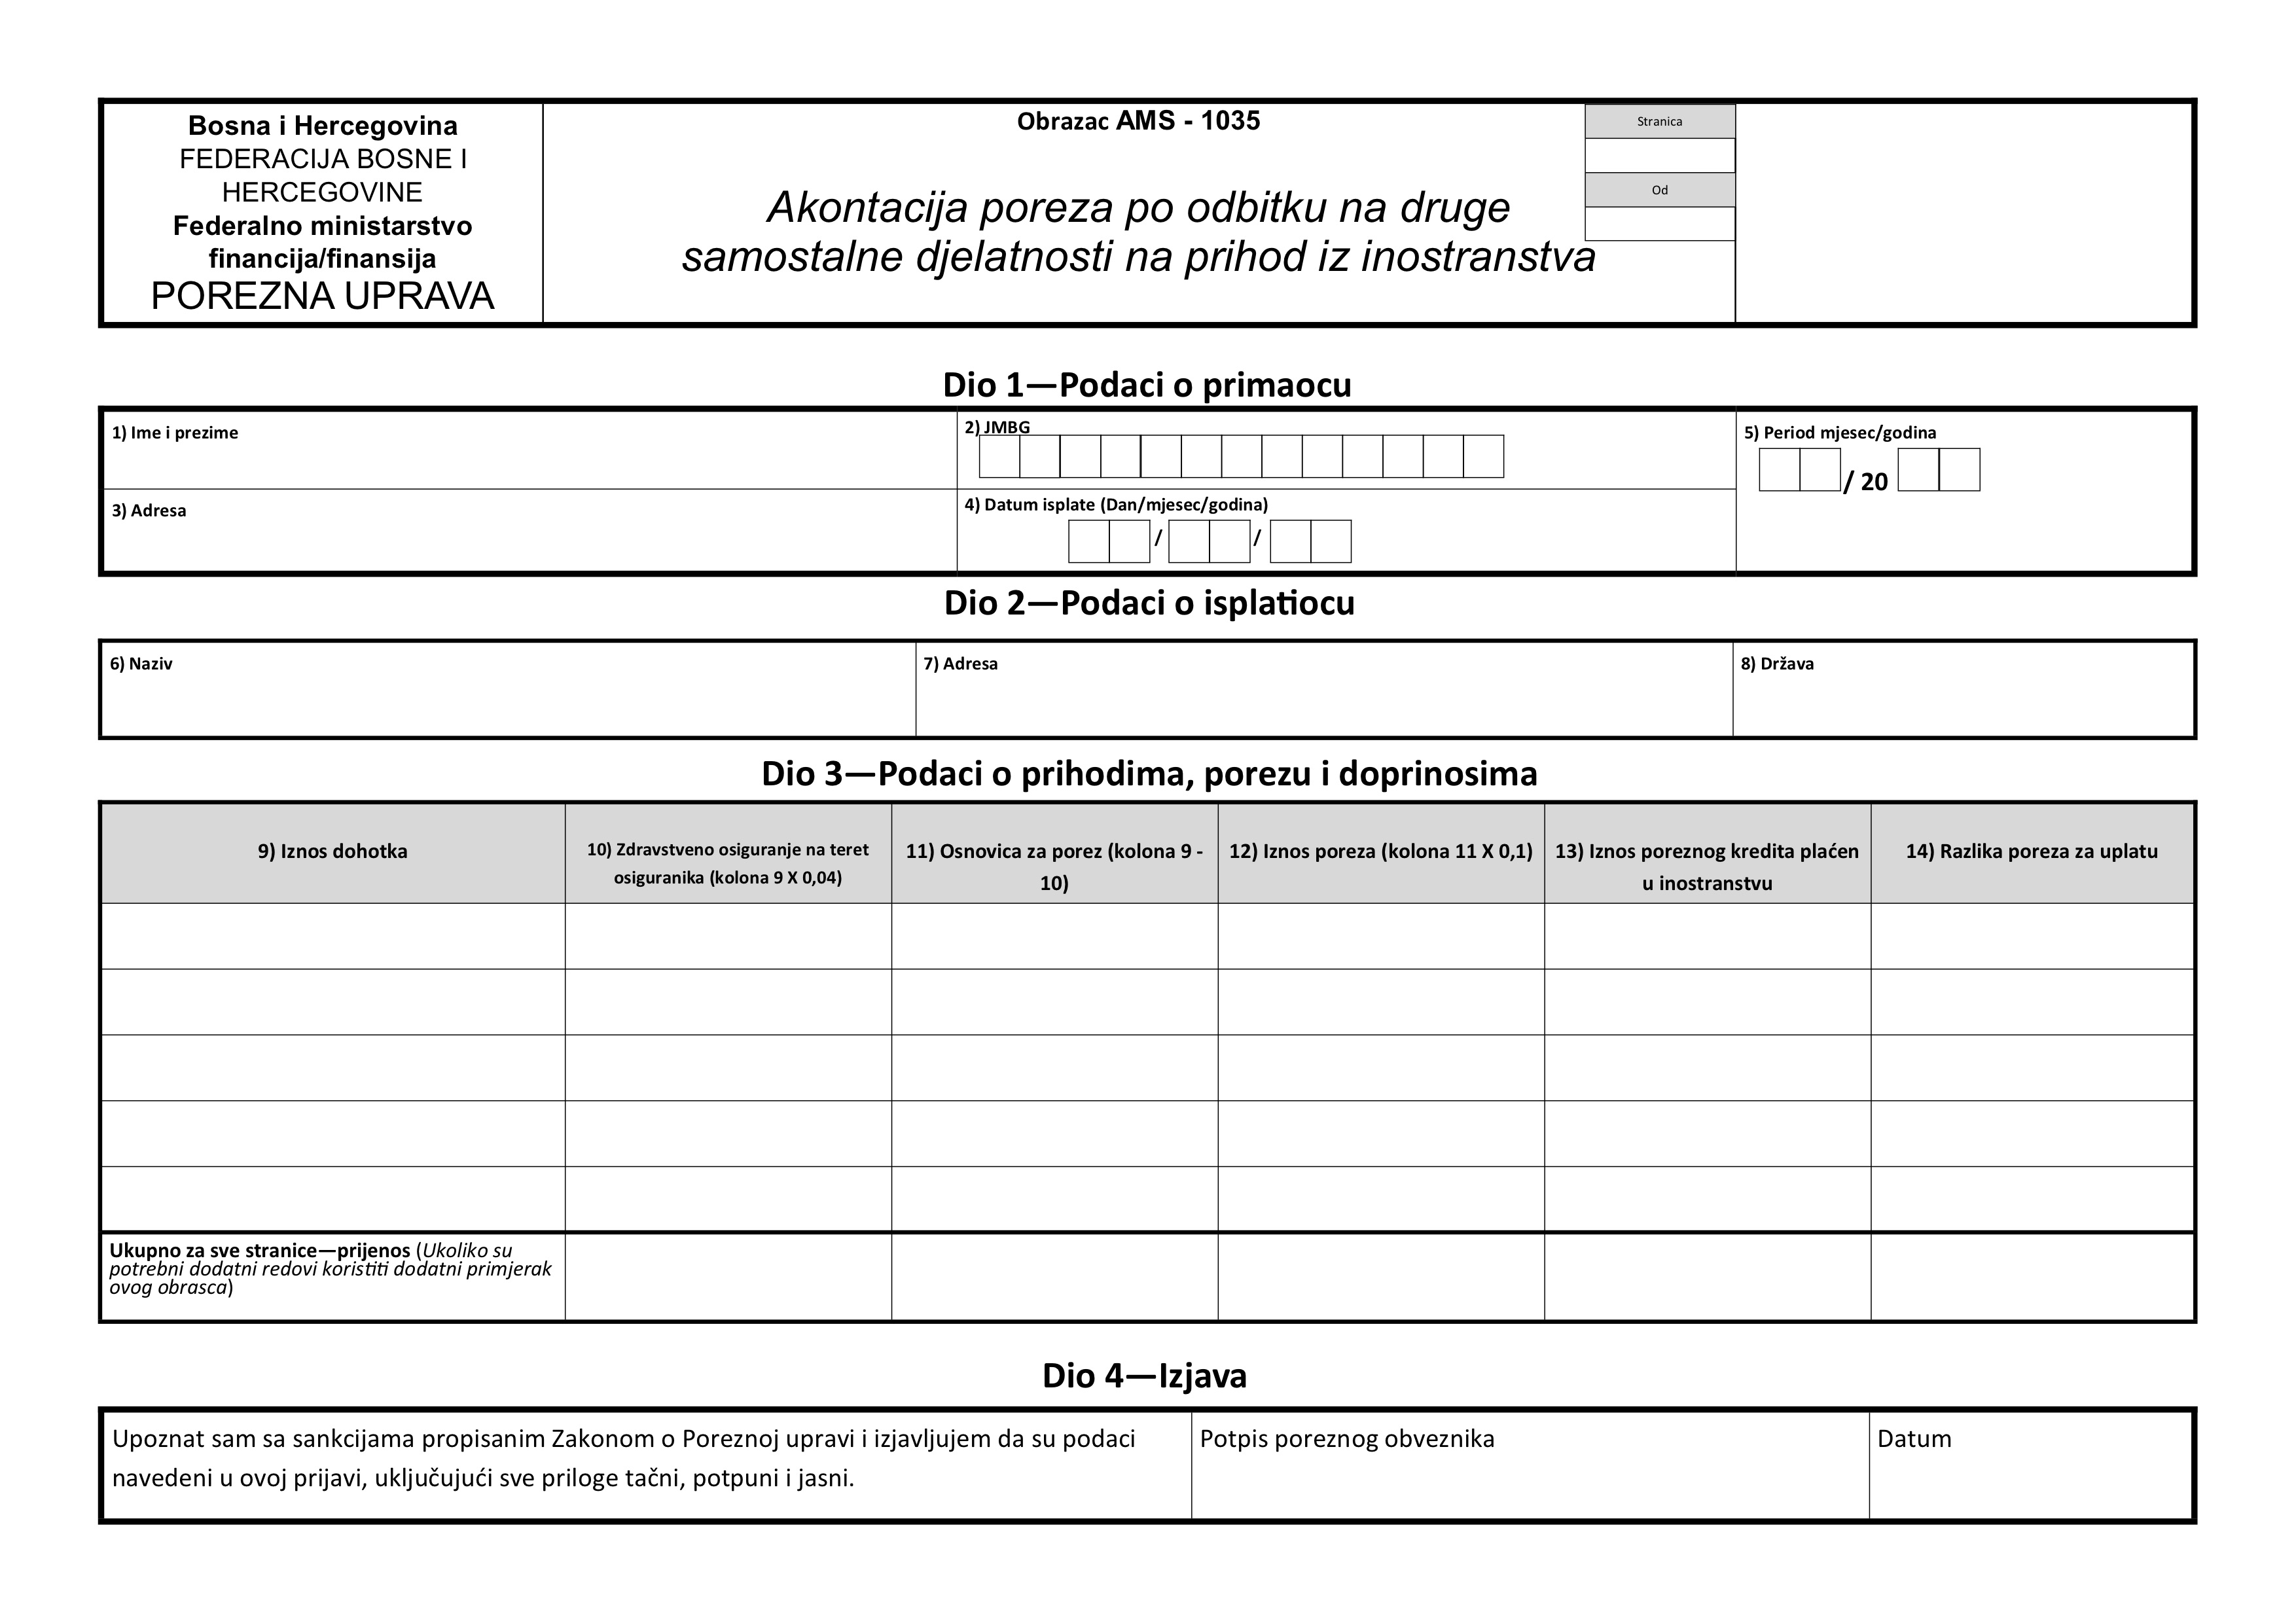 Bosna i Hercegovina
FEDERACIJA BOSNE I
HERCEGOVINE
Federalno ministarstvo
financija/finansija
POREZNA UPRAVA
Obrazac AMS - 1035
Akontacija poreza po odbitku na druge
samostalne djelatnosti na prihod iz inostranstva
Stranica
Od
Dio 1—Podaci o primaocu
1) Ime i prezime
2) JMBG
5) Period mjesec/godina
/ 20
3) Adresa
4) Datum isplate (Dan/mjesec/godina)
/ /
Dio 2—Podaci o isplatiocu
6) Naziv
7) Adresa
8) Država
Dio 3—Podaci o prihodima, porezu i doprinosima
9) Iznos dohotka
10) Zdravstveno osiguranje na teret
osiguranika (kolona 9 X 0,04)
11) Osnovica za porez (kolona 9 -
10)
12) Iznos poreza (kolona 11 X 0,1)
13) Iznos poreznog kredita plaćen
u inostranstvu
14) Razlika poreza za uplatu
Ukupno za sve stranice—prijenos (Ukoliko su
potrebni dodatni redovi koristiti dodatni primjerak
ovog obrasca)
Dio 4—Izjava
Upoznat sam sa sankcijama propisanim Zakonom o Poreznoj upravi i izjavljujem da su podaci
navedeni u ovoj prijavi, uključujući sve priloge tačni, potpuni i jasni.
Potpis poreznog obveznika
Datum